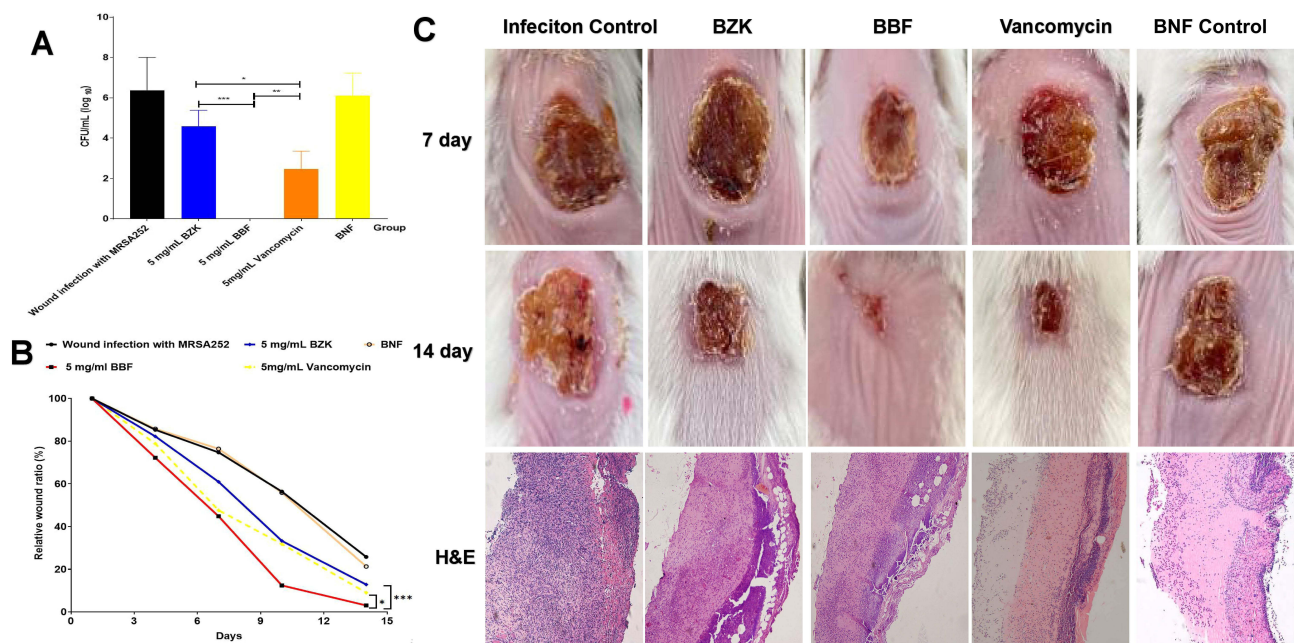 A
CFU/mL (log 10)
10
8
6
4
2
0
*
***
**
Group
Wound infection with MRSA252
5 mg/mL BZK
5 mg/mL BBF
5mg/mL Vancomycin
BNF
B
Wound infection with MRSA252
5 mg/mL BZK
BNF
5 mg/ml BBF
5mg/mL Vancomycin
Relative wound ratio (%)
100
80
60
40
20
0
0 3 6 9 12 15
Days
*
***
C
Infeciton Control BZK BBF Vancomycin BNF Control
7 day
14 day
H&E